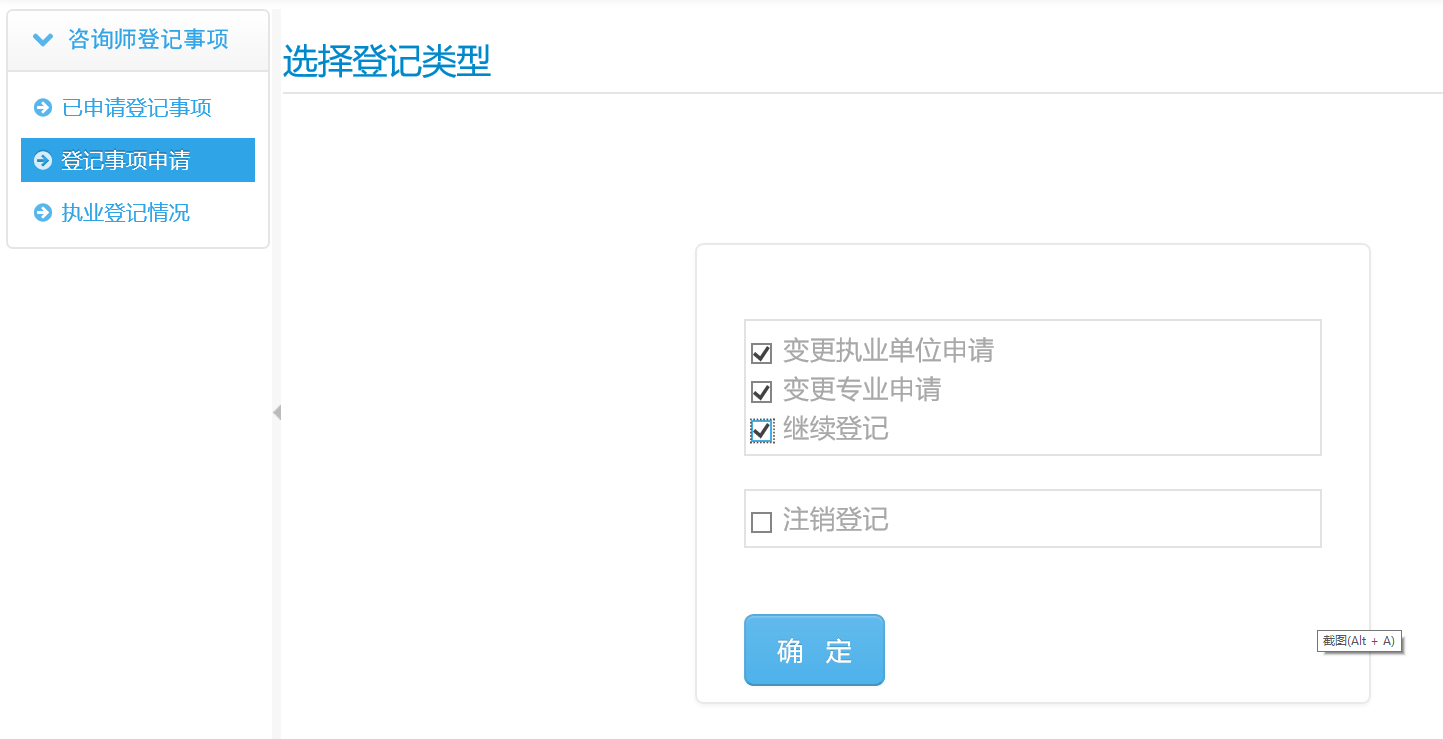 咨询师登记事项
已申请登记事项
登记事项申请
执业登记情况
选择登记类型
变更执业单位申请
变更专业申请
继续登记
注销登记
确 定
截图(Alt + A)